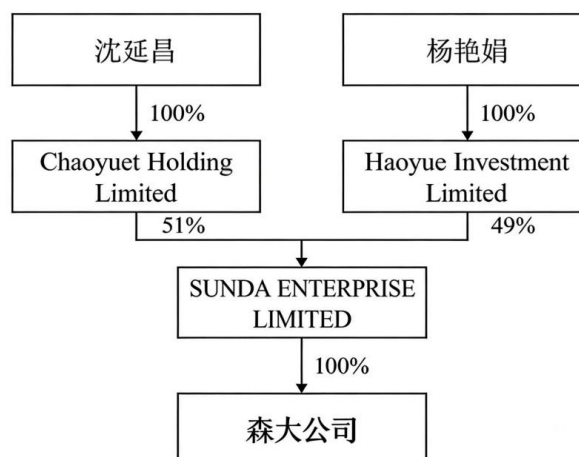 沈延昌
杨艳娟
100%
100%
Chaoyuet Holding
Limited
Haoyue Investment
Limited
51%
49%
SUNDA ENTERPRISE
LIMITED
100%
森大公司